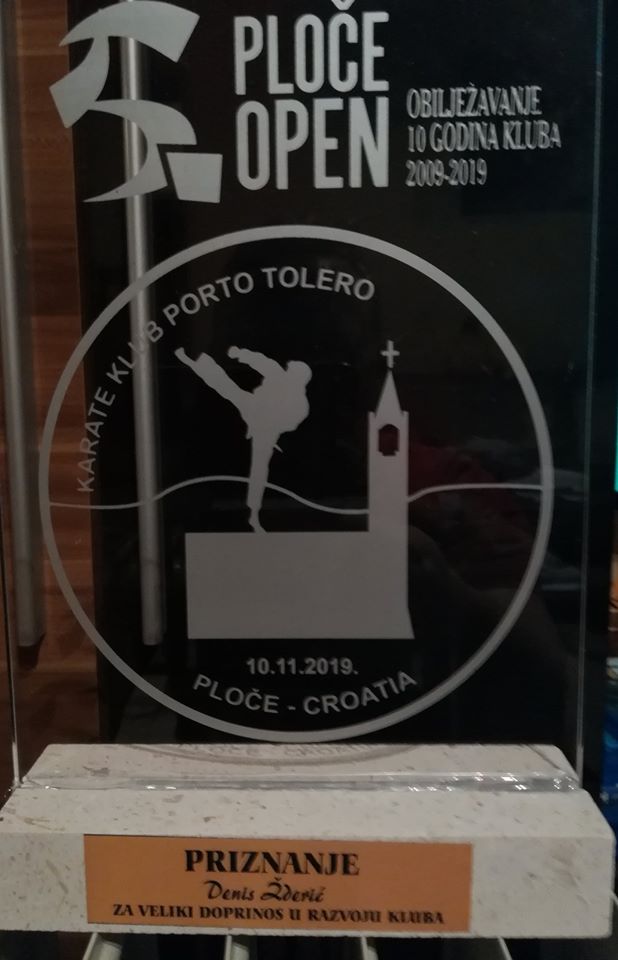 PLOČE
OPEN
OBILJEŽAVANJE
10 GODINA KLUBA
2009-2019
KARATE KLUB PORTO TOLERO
10.11.2019.
PLOČE - CROATIA
PRIZNANJE
Denis Žderić
ZA VELIKI DOPRINOS U RAZVOJU KLUBA